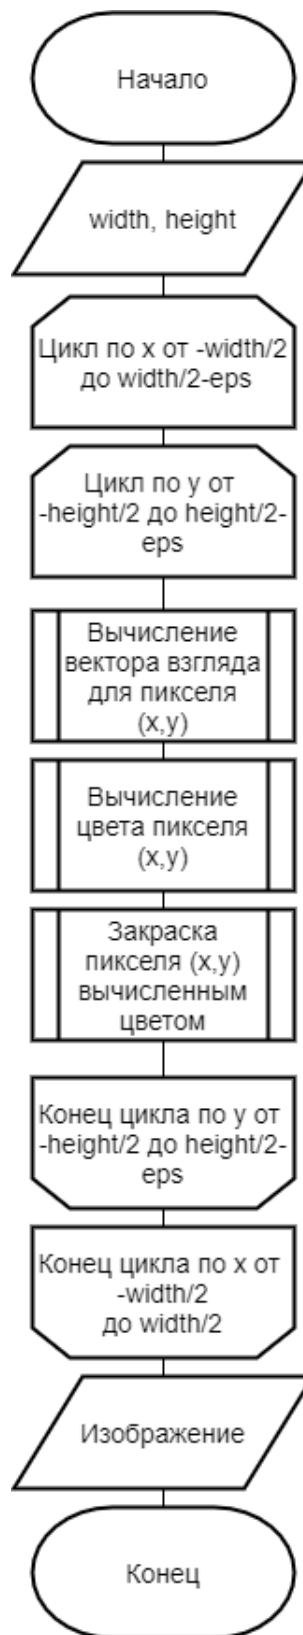 Начало
width, height
Цикл по x от -width/2
до width/2-eps
Цикл по y от
-height/2 до height/2-
eps
Вычисление
вектора взгляда
для пикселя
(x,y)
Вычисление
цвета пикселя
(x,y)
Закраска
пикселя (x,y)
вычисленным
цветом
Конец цикла по y от
-height/2 до height/2-
eps
Конец цикла по x от
-width/2
до width/2
Изображение
Конец